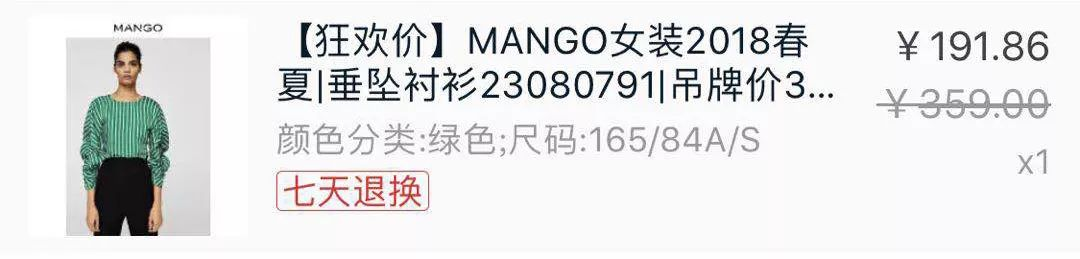 MANGO
【狂欢价】MANGO女装2018春
夏|垂坠衬衫23080791|吊牌价3...
颜色分类:绿色;尺码:165/84A/S
七天退换
￥191.86
￥359.00
x1